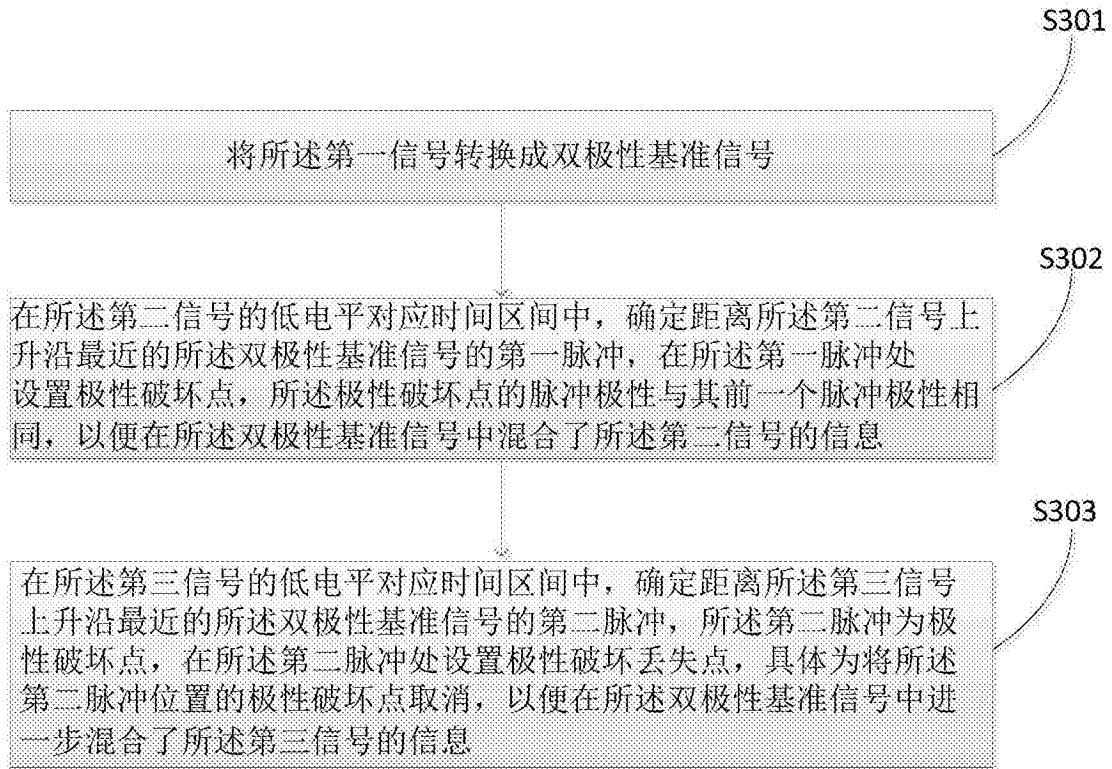 S301
将所述第一信号转换成双极性基准信号
S302
在所述第二信号的低电平对应时间区间中，确定距离所述第二信号上
升沿最近的所述双极性基准信号的第一脉冲，在所述第一脉冲处
设置极性破坏点，所述极性破坏点的脉冲极性与其前一个脉冲极性相
同，以便在所述双极性基准信号中混合了所述第二信号的信息
S303
在所述第三信号的低电平对应时间区间中，确定距离所述第三信号
上升沿最近的所述双极性基准信号的第二脉冲，所述第二脉冲为极
性破坏点，在所述第二脉冲处设置极性破坏丢失点，具体为将所述
第二脉冲位置的极性破坏点取消，以便在所述双极性基准信号中进
一步混合了所述第三信号的信息